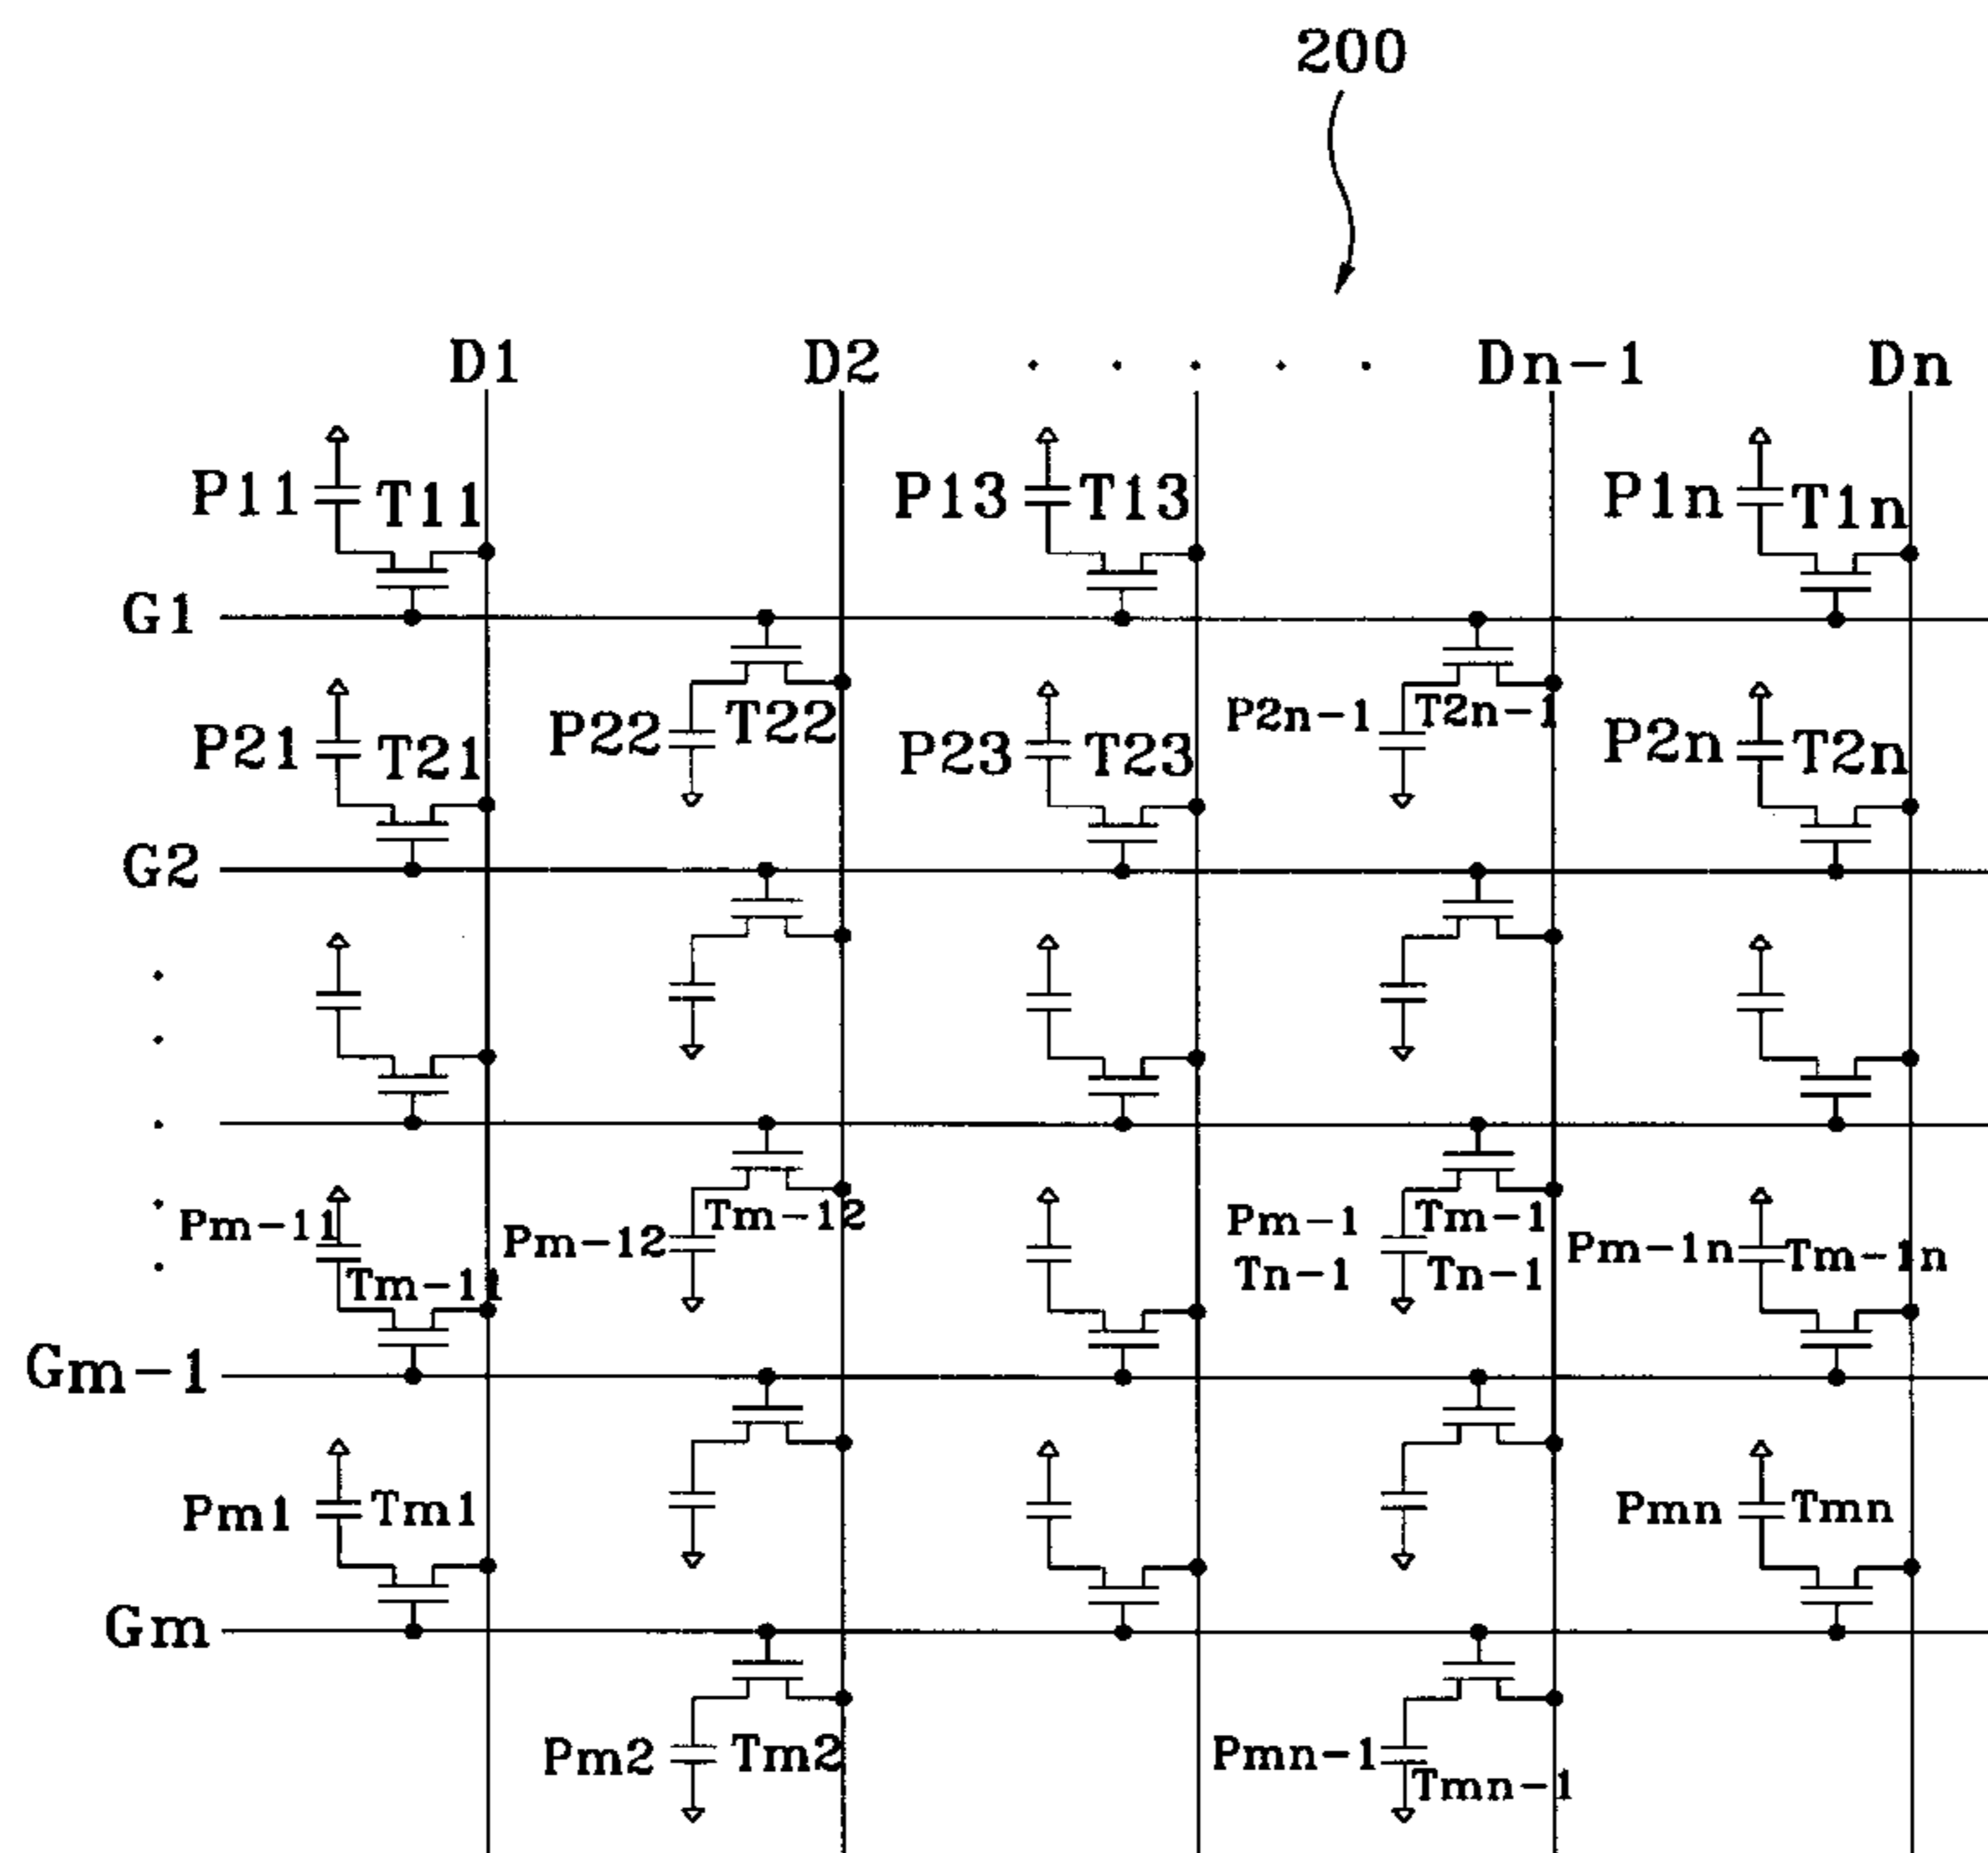 200
D1 D2 . . . . . Dn-1 Dn
P11 T11 P13 T13 P1n T1n
G1
P21 T21 P22 T22 P23 T23 P2n-1 T2n-1 P2n T2n
G2
Pm-11 Tm-11 Pm-12 Tm-12 Pm-1 Tm-1 Pm-1n Tm-1n
Tn-1 Tn-1
Gm-1
Pm1 Tm1 Pmn Tmn
Gm
Pm2 Tm2 Pmn-1 Tmn-1